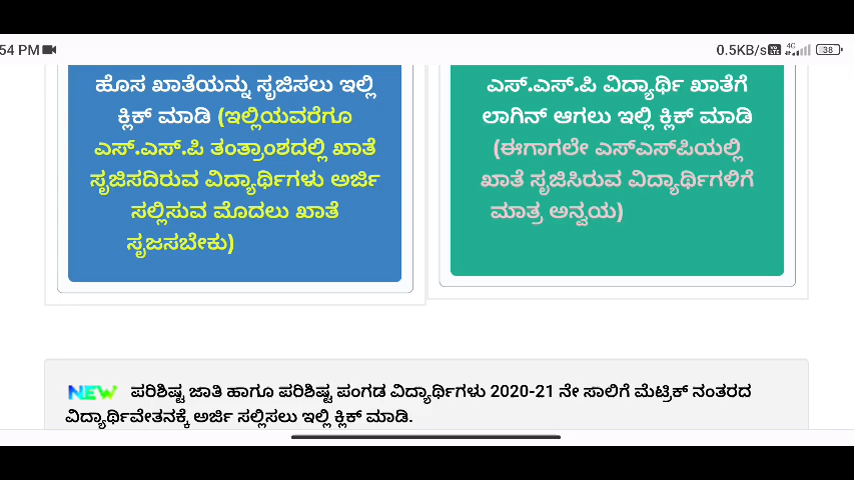 54 PM
0.5KB/s 4G 38
ಹೊಸ ಖಾತೆಯನ್ನು ಸೃಜಿಸಲು ಇಲ್ಲಿ
ಕ್ಲಿಕ್ ಮಾಡಿ (ಇಲ್ಲಿಯವರೆಗೂ
ಎಸ್.ಎಸ್.ಪಿ ತಂತ್ರಾಂಶದಲ್ಲಿ ಖಾತೆ
ಸೃಜಿಸದಿರುವ ವಿದ್ಯಾರ್ಥಿಗಳು ಅರ್ಜಿ
ಸಲ್ಲಿಸುವ ಮೊದಲು ಖಾತೆ
ಸೃಜಸಬೇಕು)
ಎಸ್.ಎಸ್.ಪಿ ವಿದ್ಯಾರ್ಥಿ ಖಾತೆಗೆ
ಲಾಗಿನ್ ಆಗಲು ಇಲ್ಲಿ ಕ್ಲಿಕ್ ಮಾಡಿ
(ಈಗಾಗಲೇ ಎಸ್ಎಸ್‌ಪಿಯಲ್ಲಿ
ಖಾತೆ ಸೃಜಿಸಿರುವ ವಿದ್ಯಾರ್ಥಿಗಳಿಗೆ
ಮಾತ್ರ ಅನ್ವಯ)
NEW ಪರಿಶಿಷ್ಟ ಜಾತಿ ಹಾಗೂ ಪರಿಶಿಷ್ಟ ಪಂಗಡ ವಿದ್ಯಾರ್ಥಿಗಳು 2020-21 ನೇ ಸಾಲಿಗೆ ಮೆಟ್ರಿಕ್ ನಂತರದ
ವಿದ್ಯಾರ್ಥಿವೇತನಕ್ಕೆ ಅರ್ಜಿ ಸಲ್ಲಿಸಲು ಇಲ್ಲಿ ಕ್ಲಿಕ್ ಮಾಡಿ.